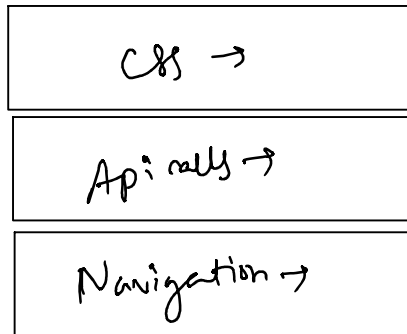 CSS →
Api calls →
Navigation →